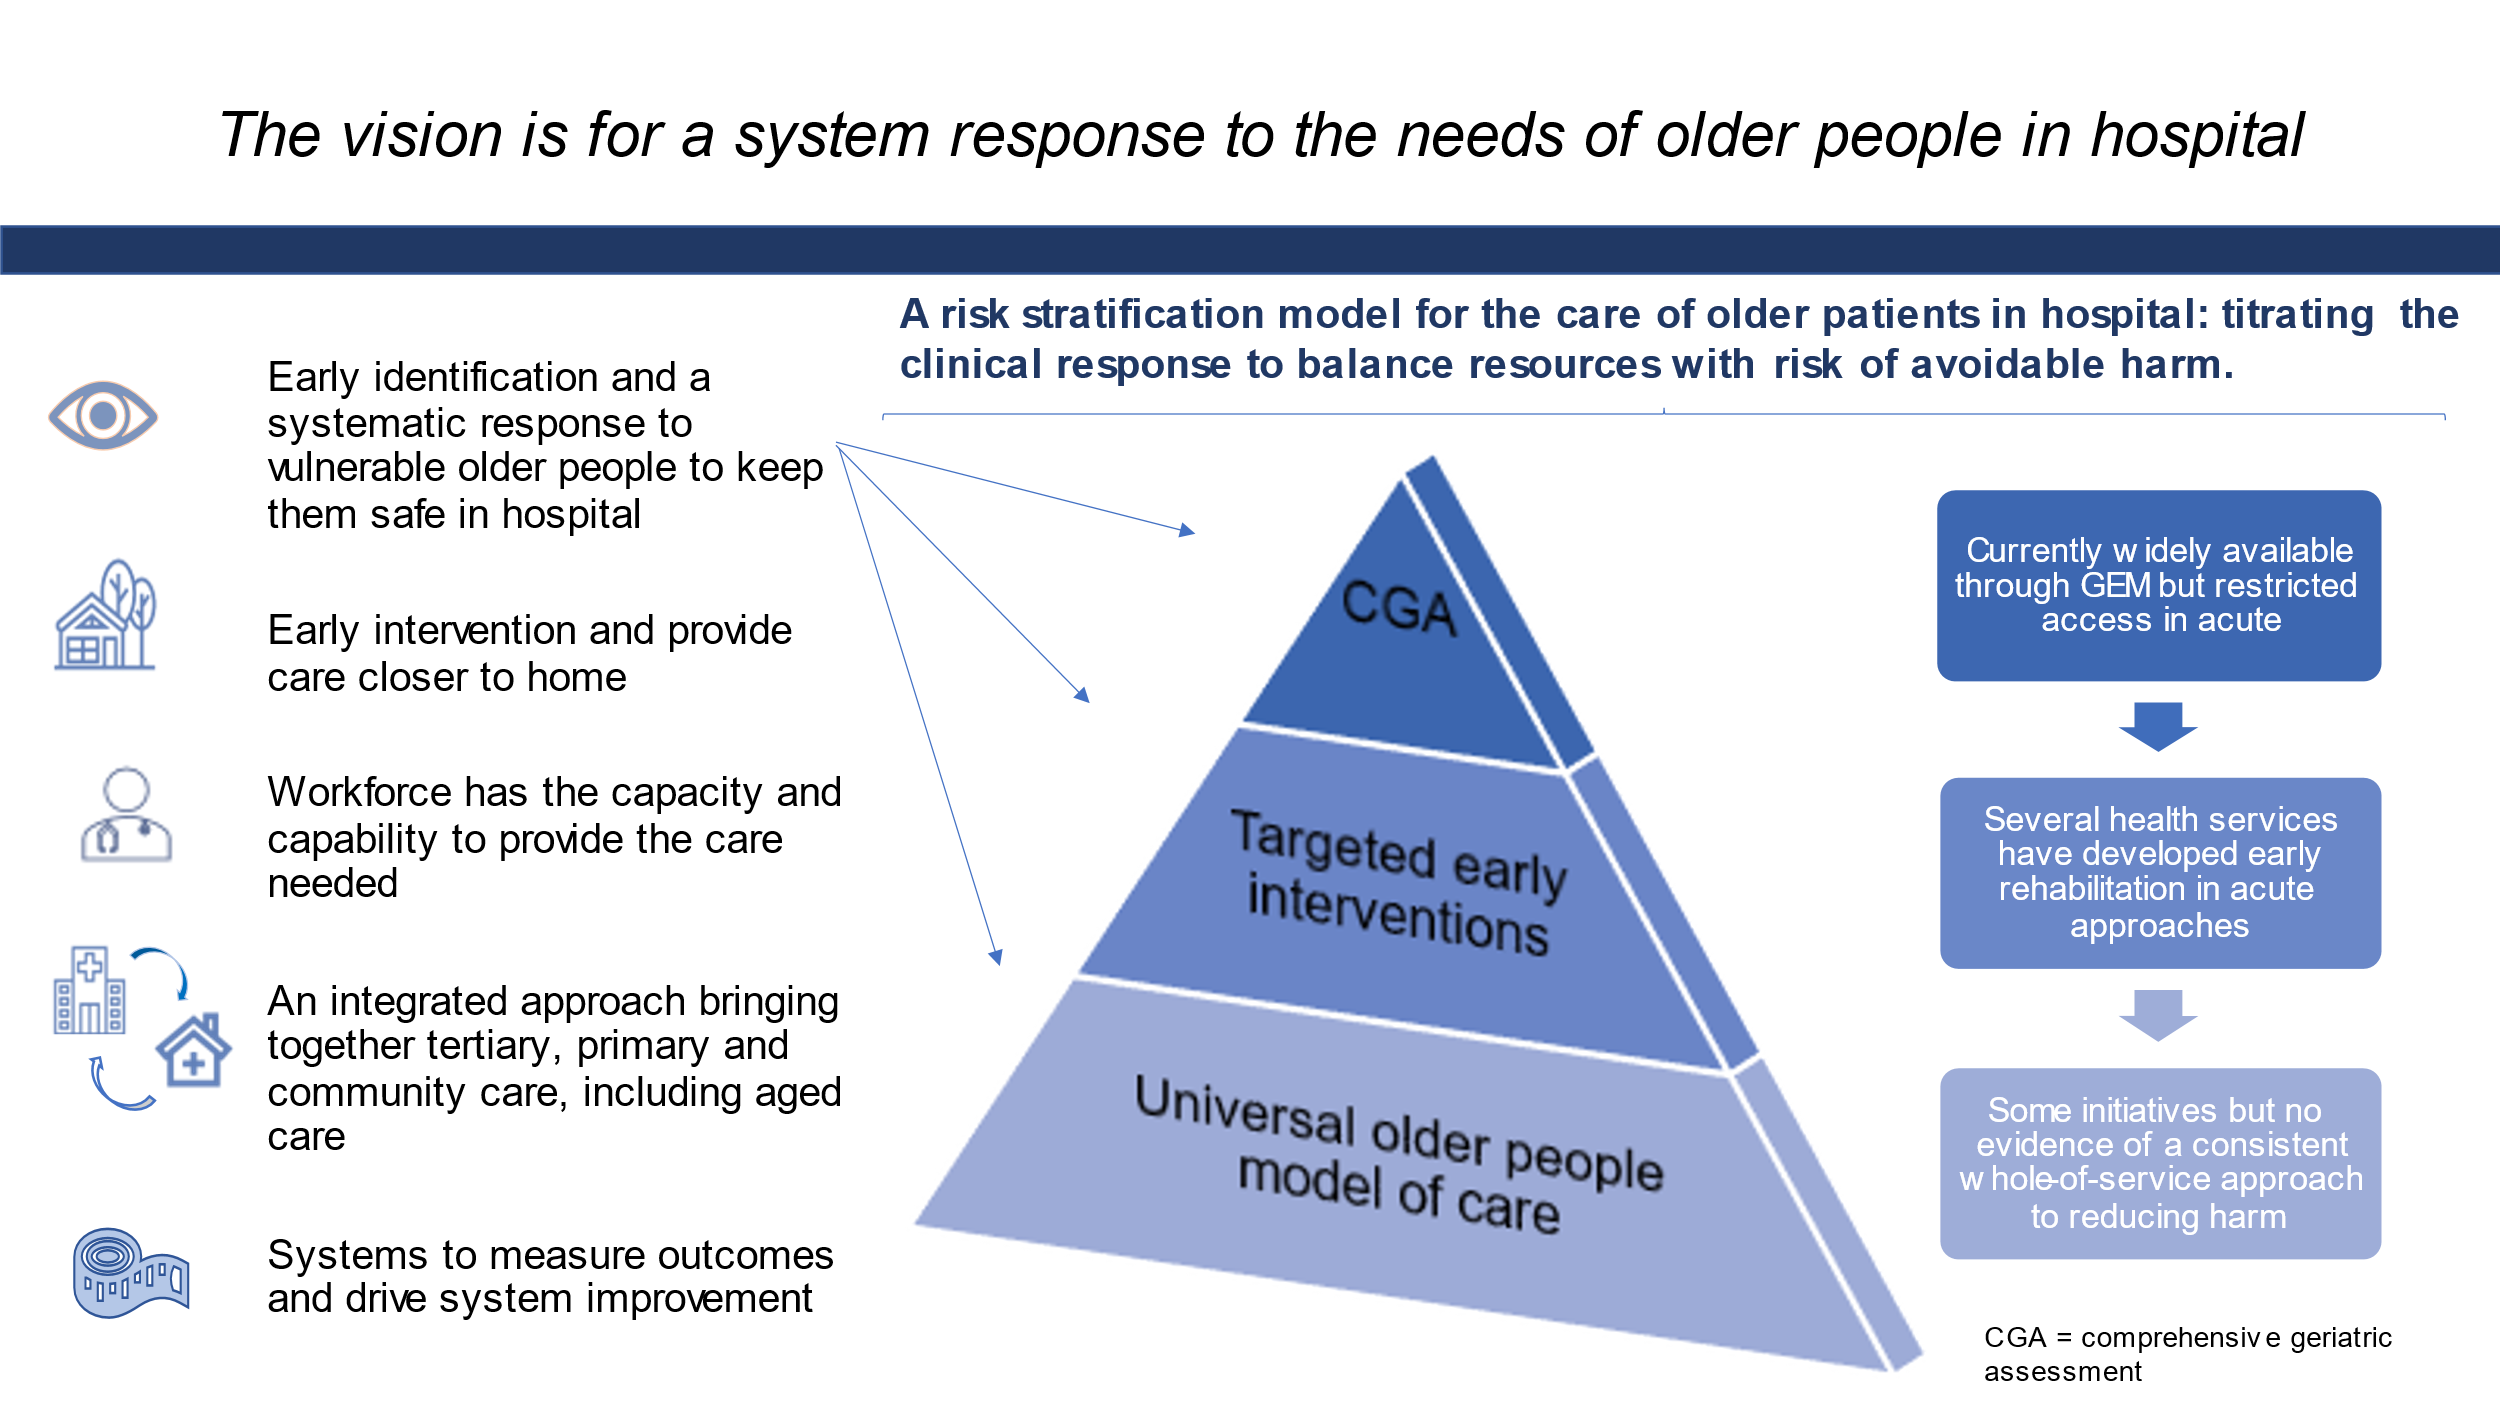 The vision is for a system response to the needs of older people in hospital
A risk stratification model for the care of older patients in hospital: titrating the
clinical response to balance resources with risk of avoidable harm.
Early identification and a
systematic response to
vulnerable older people to keep
them safe in hospital
Early intervention and provide
care closer to home
Workforce has the capacity and
capability to provide the care
needed
An integrated approach bringing
together tertiary, primary and
community care, including aged
care
Systems to measure outcomes
and drive system improvement
CGA
Targeted early
interventions
Universal older people
model of care
Currently widely available
through GEM but restricted
access in acute
Several health services
have developed early
rehabilitation in acute
approaches
Some initiatives but no
evidence of a consistent
whole-of-service approach
to reducing harm
CGA = comprehensive geriatric
assessment